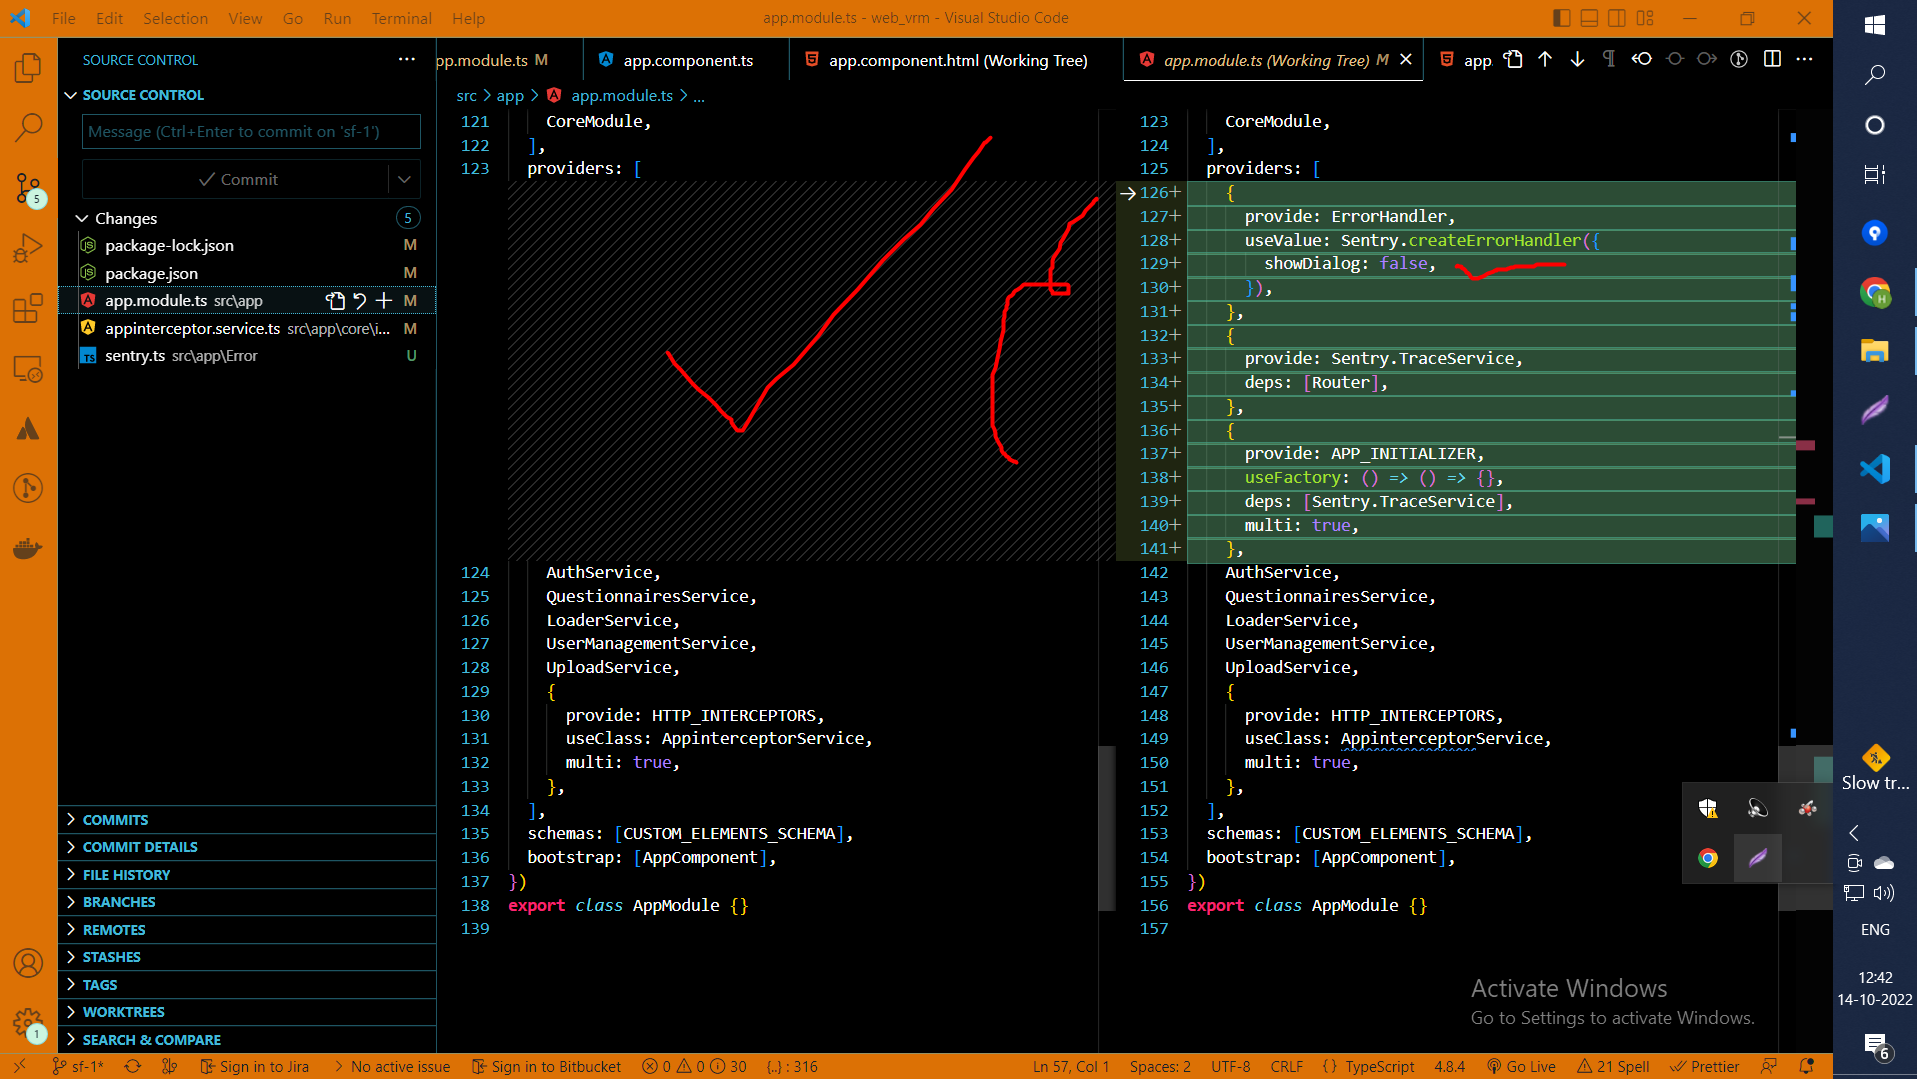 File Edit Selection View Go Run Terminal Help
app.module.ts - web_vrm - Visual Studio Code
SOURCE CONTROL
pp.module.ts M
app.component.ts
app.component.html (Working Tree)
app.module.ts (Working Tree) M
app.
SOURCE CONTROL
src > app > app.module.ts > ...
Message (Ctrl+Enter to commit on 'sf-1')
Commit
Changes 5
package-lock.json M
package.json M
app.module.ts src\app M
appinterceptor.service.ts src\app\core\i... M
TS sentry.ts src\app\Error U
5
COMMITS
COMMIT DETAILS
FILE HISTORY
BRANCHES
REMOTES
STASHES
TAGS
WORKTREES
SEARCH & COMPARE
1
121 CoreModule,
122 ],
123 providers: [
124 AuthService,
125 QuestionnairesService,
126 LoaderService,
127 UserManagementService,
128 UploadService,
129 {
130 provide: HTTP_INTERCEPTORS,
131 useClass: AppinterceptorService,
132 multi: true,
133 },
134 ],
135 schemas: [CUSTOM_ELEMENTS_SCHEMA],
136 bootstrap: [AppComponent],
137 })
138 export class AppModule {}
139
123 CoreModule,
124 ],
125 providers: [
126+ {
127+ provide: ErrorHandler,
128+ useValue: Sentry.createErrorHandler({
129+ showDialog: false,
130+ }),
131+ },
132+ {
133+ provide: Sentry.TraceService,
134+ deps: [Router],
135+ },
136+ {
137+ provide: APP_INITIALIZER,
138+ useFactory: () => () => {},
139+ deps: [Sentry.TraceService],
140+ multi: true,
141+ },
142 AuthService,
143 QuestionnairesService,
144 LoaderService,
145 UserManagementService,
146 UploadService,
147 {
148 provide: HTTP_INTERCEPTORS,
149 useClass: AppinterceptorService,
150 multi: true,
151 },
152 ],
153 schemas: [CUSTOM_ELEMENTS_SCHEMA],
154 bootstrap: [AppComponent],
155 })
156 export class AppModule {}
157
Activate Windows
Go to Settings to activate Windows.
H
Slow tr...
ENG
12:42
14-10-2022
6
sf-1* Sign in to Jira No active issue Sign in to Bitbucket 0 0 30 {..} : 316
Ln 57, Col 1 Spaces: 2 UTF-8 CRLF {} TypeScript 4.8.4 Go Live 21 Spell Prettier